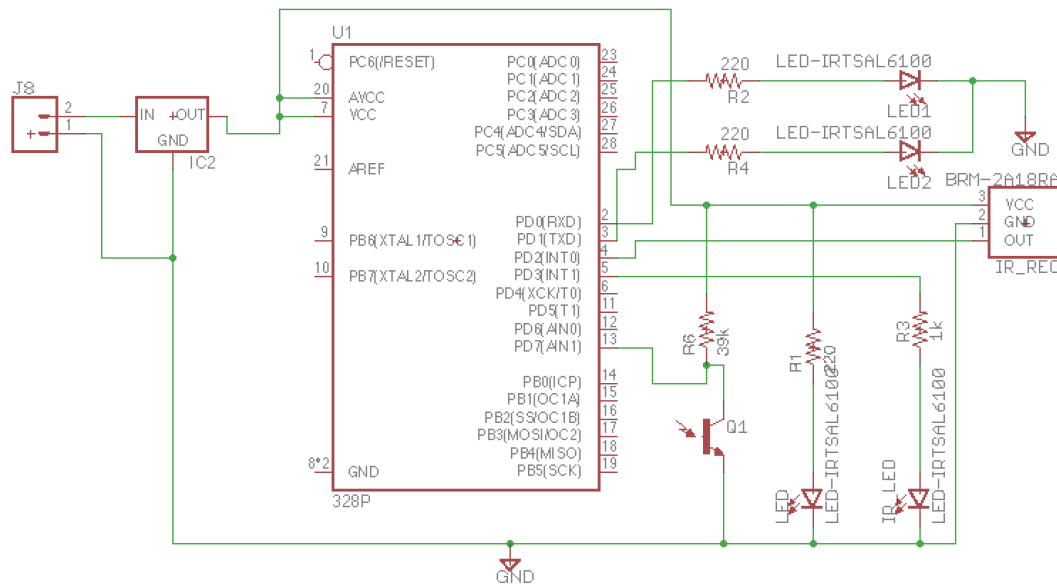 U1
J8
2
1
+
IN
+OUT
GND
IC2
1
PC6(/RESET)
20
AVCC
7
VCC
21
AREF
9
PB6(XTAL1/TOSC1)
10
PB7(XTAL2/TOSC2)
8*2
GND
328P
PC0(ADC0)
23
PC1(ADC1)
24
PC2(ADC2)
25
PC3(ADC3)
26
PC4(ADC4/SDA)
27
PC5(ADC5/SCL)
28
PD0(RXD)
2
PD1(TXD)
3
PD2(INT0)
4
PD3(INT1)
5
PD4(XCK/T0)
6
PD5(T1)
11
PD6(AIN0)
12
PD7(AIN1)
13
PB0(ICP)
14
PB1(OC1A)
15
PB2(SS/OC1B)
16
PB3(MOSI/OC2)
17
PB4(MISO)
18
PB5(SCK)
19
220
R2
LED-IRTSAL6100
LED1
220
R4
LED-IRTSAL6100
LED2
GND
BRM-2A18RA
3
VCC
2
GND
1
OUT
IR_REC
R6
39k
R1
220
R3
1k
Q1
LED
LED-IRTSAL6100
IR_LED
LED-IRTSAL6100
GND